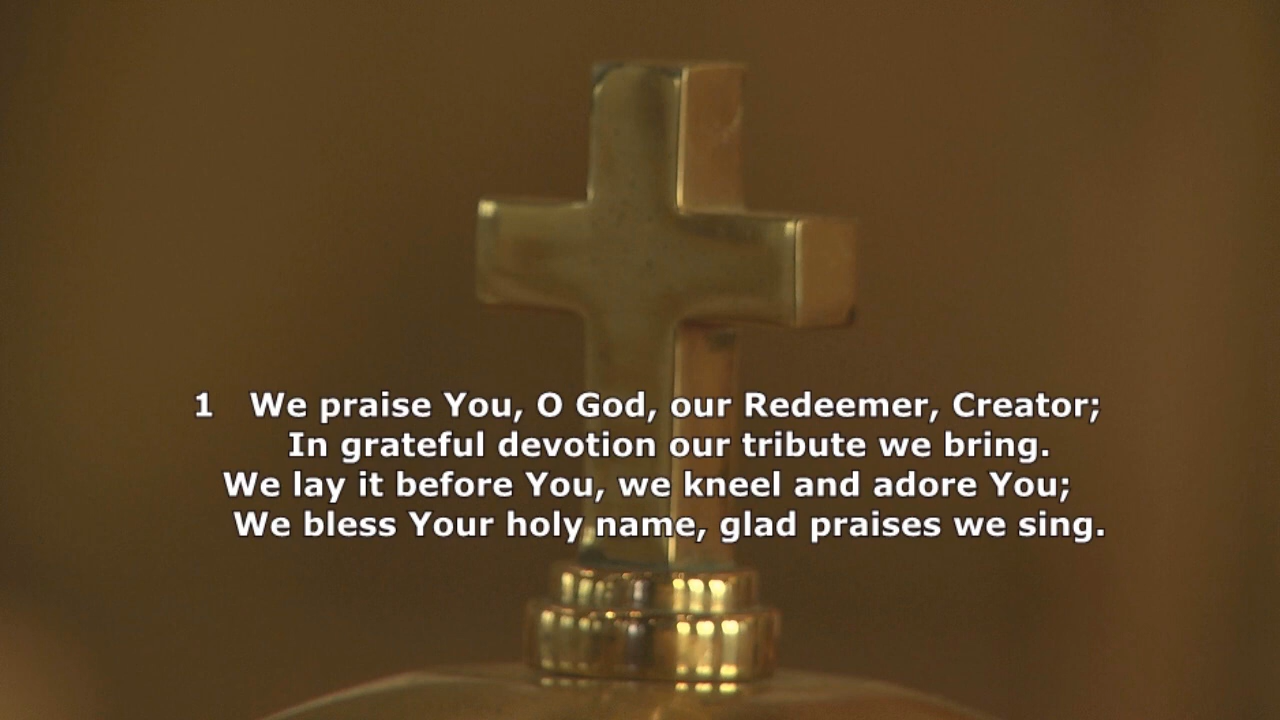 1 We praise You, O God, our Redeemer, Creator;
In grateful devotion our tribute we bring.
We lay it before You, we kneel and adore You;
We bless Your holy name, glad praises we sing.